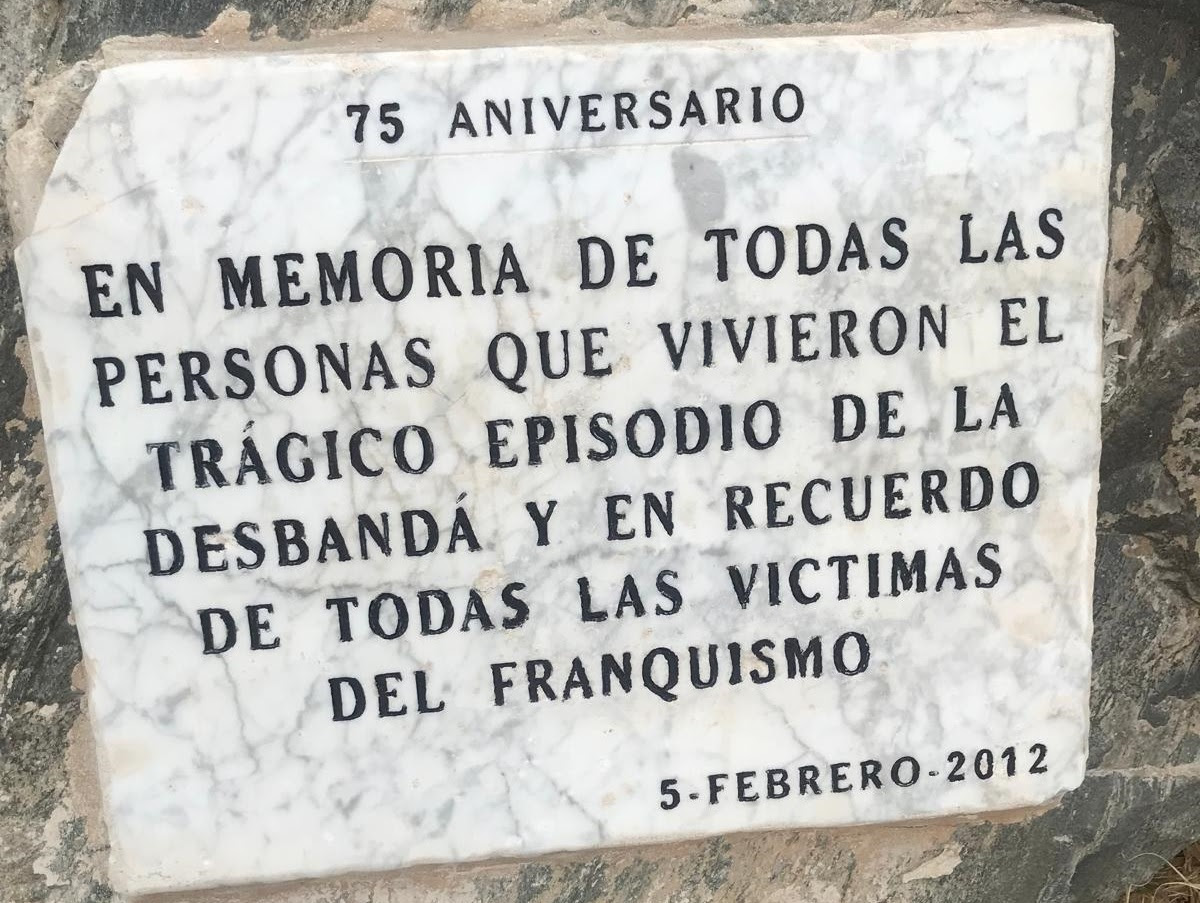 75 ANIVERSARIO
EN MEMORIA DE TODAS LAS
PERSONAS QUE VIVIERON EL
TRÁGICO EPISODIO DE LA
DESBANDÁ Y EN RECUERDO
DE TODAS LAS VICTIMAS
DEL FRANQUISMO
5-FEBRERO-2012